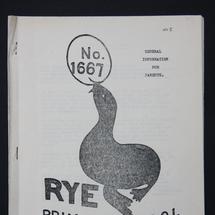 No.
1667
GENERAL
INFORMATION
FOR
PARENTS.
RYE